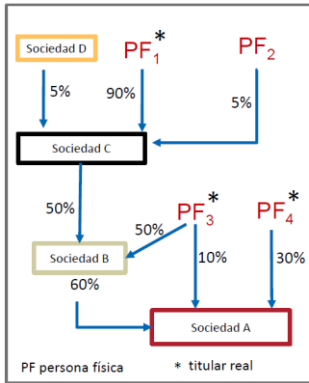 Sociedad D
PF1*
PF2
5%
90%
5%
Sociedad C
50%
50%
PF3*
PF4*
Sociedad B
10%
30%
60%
Sociedad A
PF persona física
* titular real